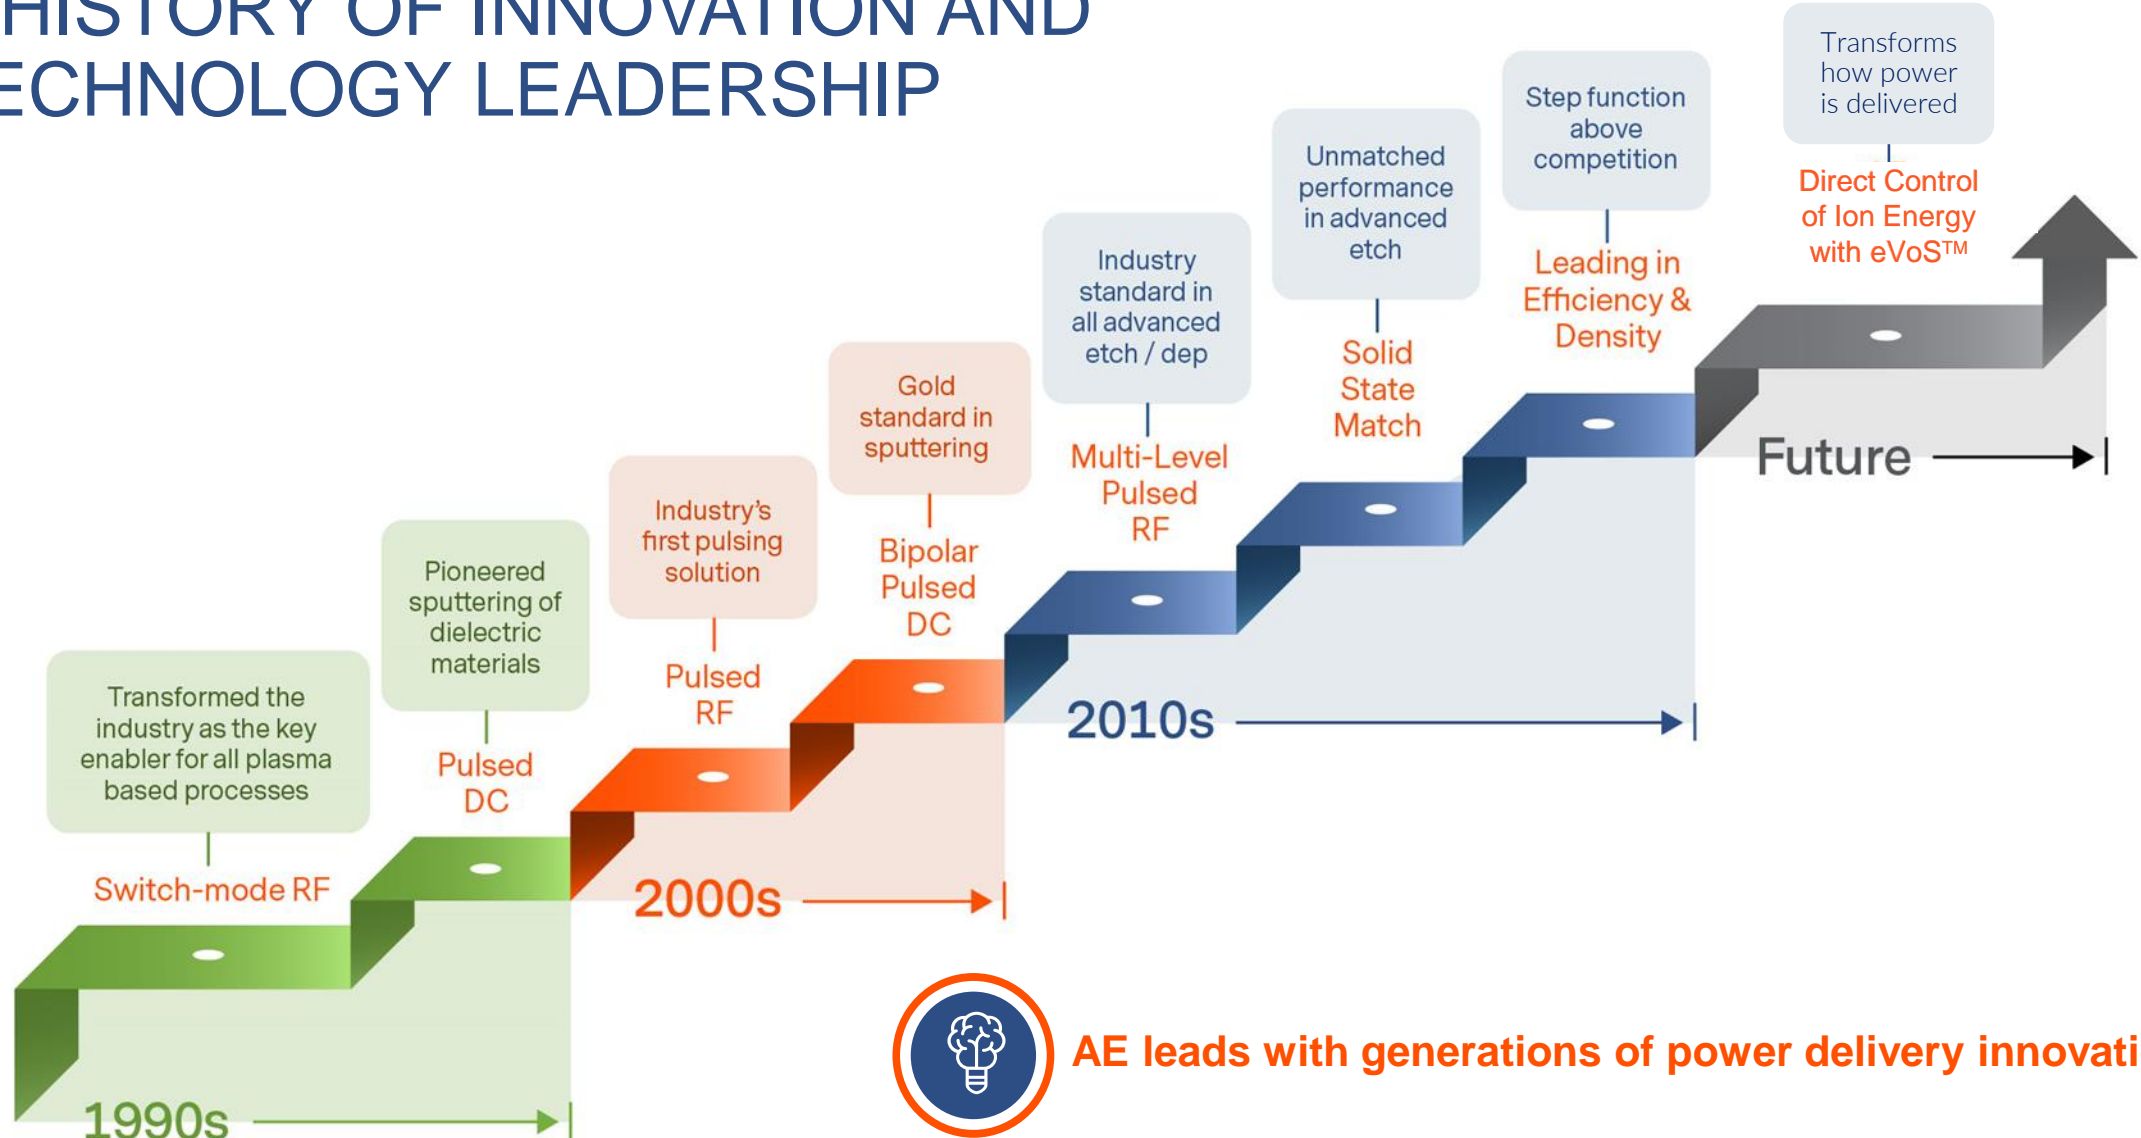 HISTORY OF INNOVATION AND
ECHNOLOGY LEADERSHIP
Transformed the
industry as the key
enabler for all plasma
based processes
Switch-mode RF
Pioneered
sputtering of
dielectric
materials
Pulsed
DC
1990s
Industry's
first pulsing
solution
Pulsed
RF
Gold
standard in
sputtering
Bipolar
Pulsed
DC
2000s
Industry
standard in
all advanced
etch / dep
Multi-Level
Pulsed
RF
Unmatched
performance
in advanced
etch
Solid
State
Match
Step function
above
competition
Leading in
Efficiency &
Density
2010s
Transforms
how power
is delivered
Direct Control
of Ion Energy
with eVoS™
Future
AE leads with generations of power delivery innovati